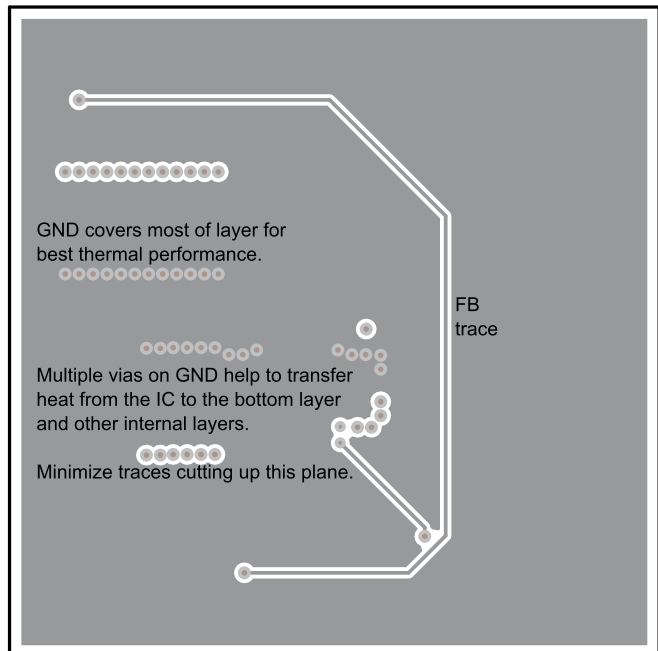 GND covers most of layer for
best thermal performance.
FB
trace
Multiple vias on GND help to transfer
heat from the IC to the bottom layer
and other internal layers.
Minimize traces cutting up this plane.